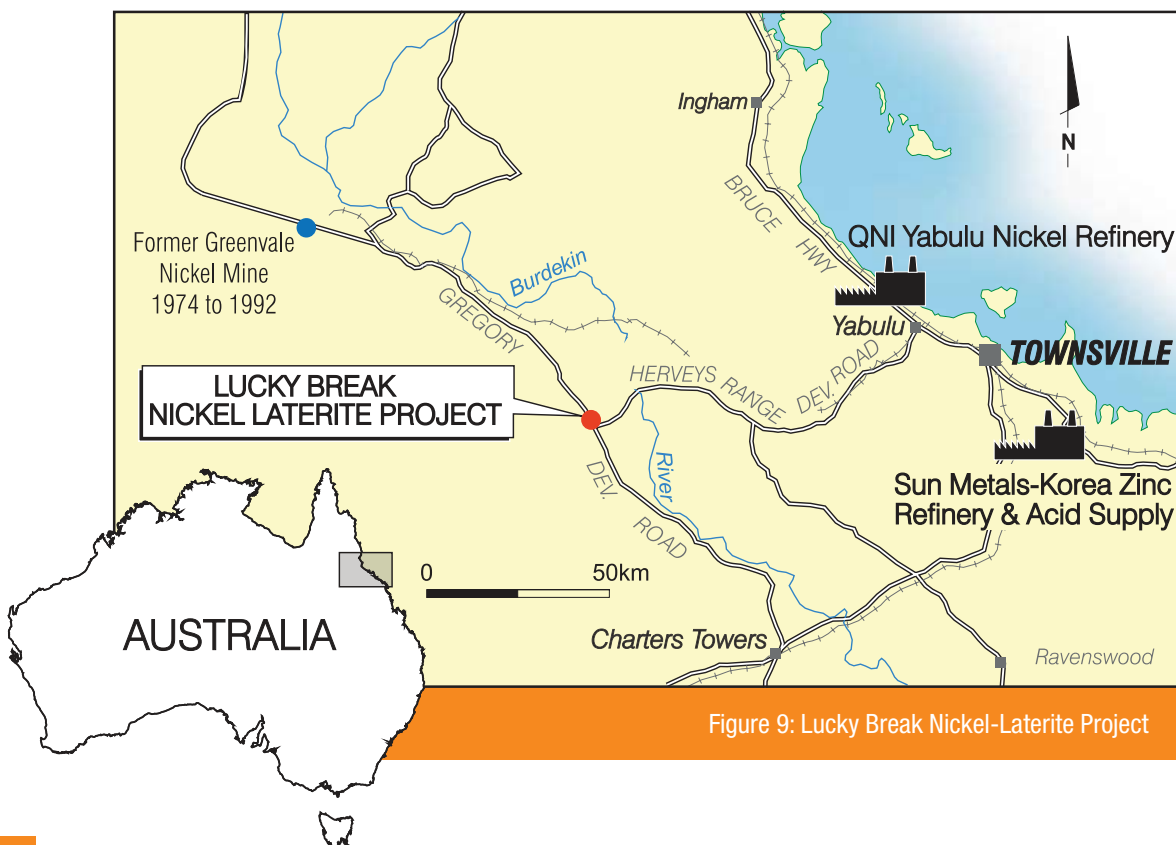 Ingham
N
BRUCE HWY
QNI Yabulu Nickel Refinery
Former Greenvale
Nickel Mine
1974 to 1992
Burdekin
GREGORY
Yabulu
TOWNSVILLE
HERVEYS RANGE
DEV. ROAD
LUCKY BREAK
NICKEL LATERITE PROJECT
River
DEV.
ROAD
Sun Metals-Korea Zinc
Refinery & Acid Supply
0 50km
AUSTRALIA
Charters Towers
Ravenswood
Figure 9: Lucky Break Nickel-Laterite Project